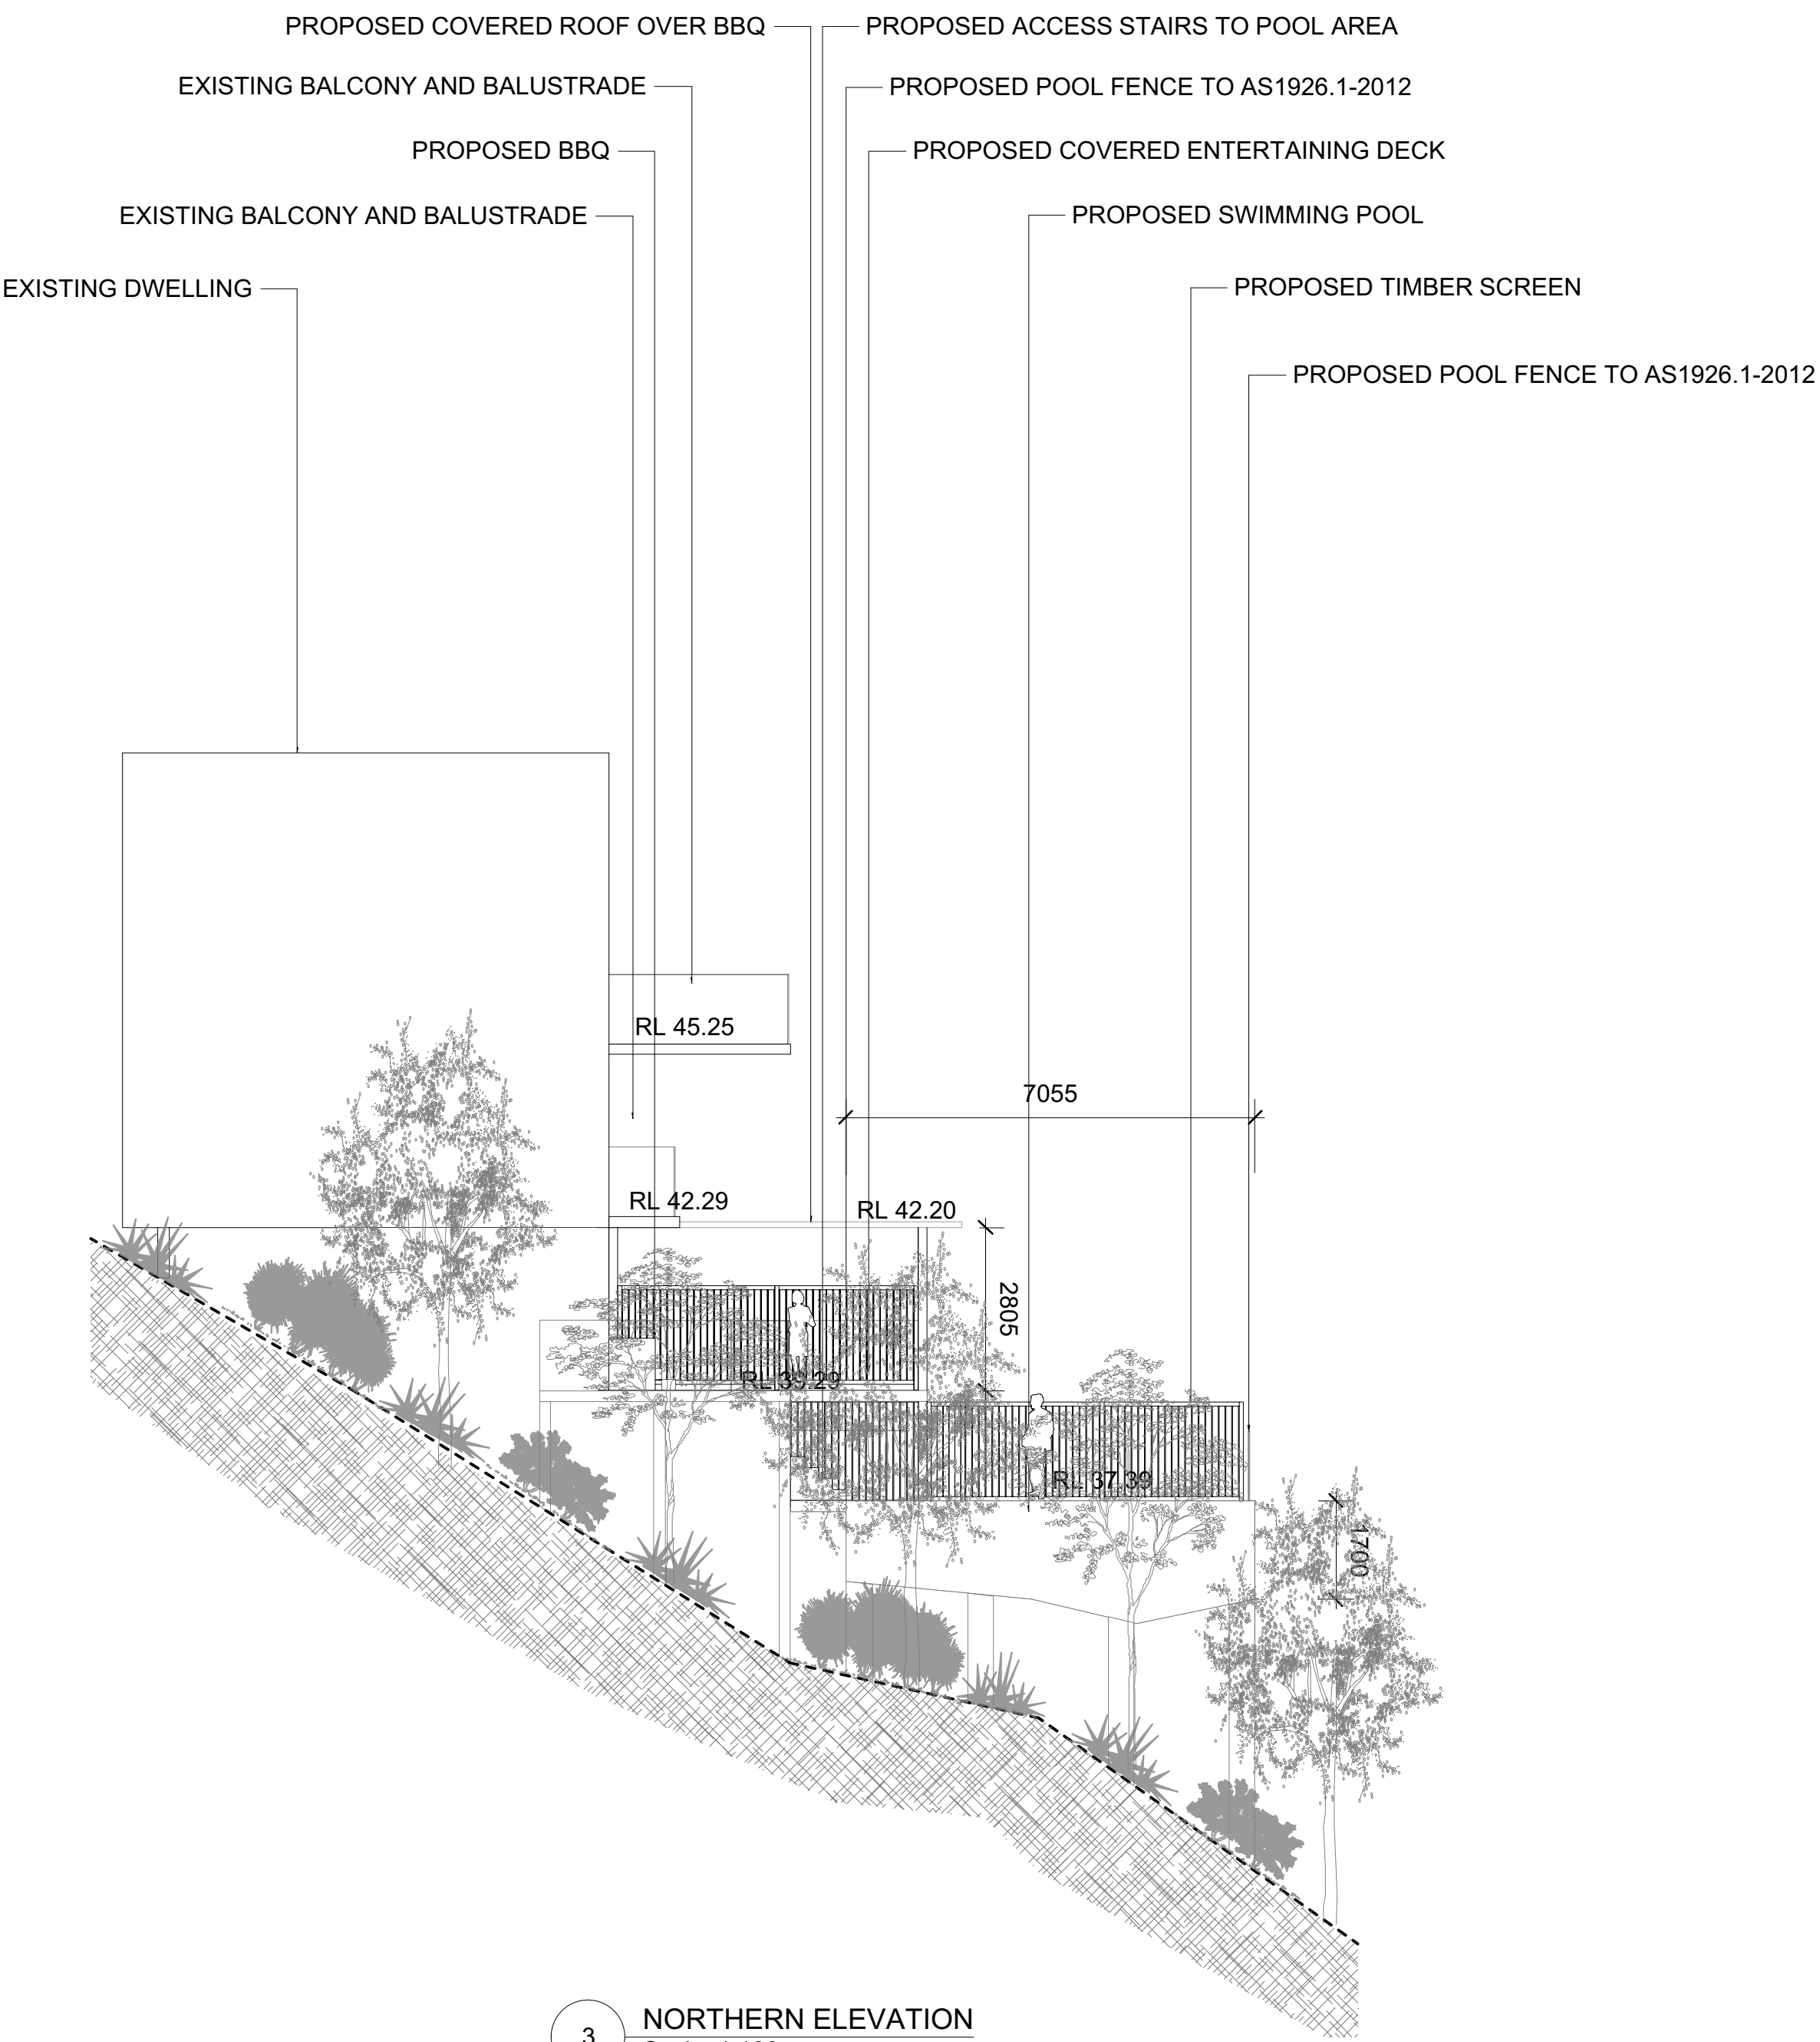 PROPOSED COVERED ROOF OVER BBQ
PROPOSED ACCESS STAIRS TO POOL AREA
EXISTING BALCONY AND BALUSTRADE
PROPOSED POOL FENCE TO AS1926.1-2012
PROPOSED BBQ
PROPOSED COVERED ENTERTAINING DECK
EXISTING BALCONY AND BALUSTRADE
PROPOSED SWIMMING POOL
EXISTING DWELLING
PROPOSED TIMBER SCREEN
PROPOSED POOL FENCE TO AS1926.1-2012
RL 45.25
7055
RL 42.29
RL 42.20
2805
RL 39.29
RL 37.39
1700
3
NORTHERN ELEVATION